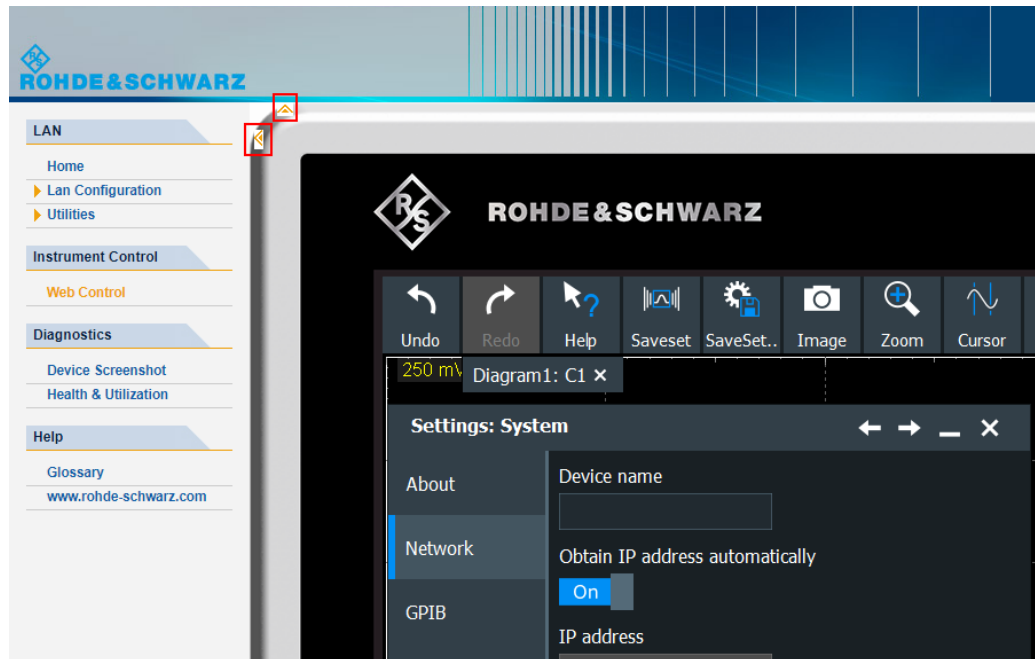 ROHDE&SCHWARZ
LAN
Home
Lan Configuration
Utilities
Instrument Control
Web Control
Diagnostics
Device Screenshot
Health & Utilization
Help
Glossary
www.rohde-schwarz.com
R S
ROHDE&SCHWARZ
Undo Redo Help Saveset SaveSet.. Image Zoom Cursor
250 mV
Diagram1: C1 ×
Settings: System
About
Network
GPIB
Device name
Obtain IP address automatically
On
IP address